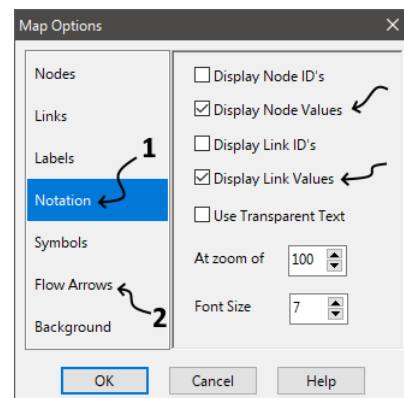 Map Options
Nodes
Links
Labels
1
Notation
Symbols
Flow Arrows
2
Background
Display Node ID's
Display Node Values
Display Link ID's
Display Link Values
Use Transparent Text
At zoom of 100
Font Size 7
OK Cancel Help